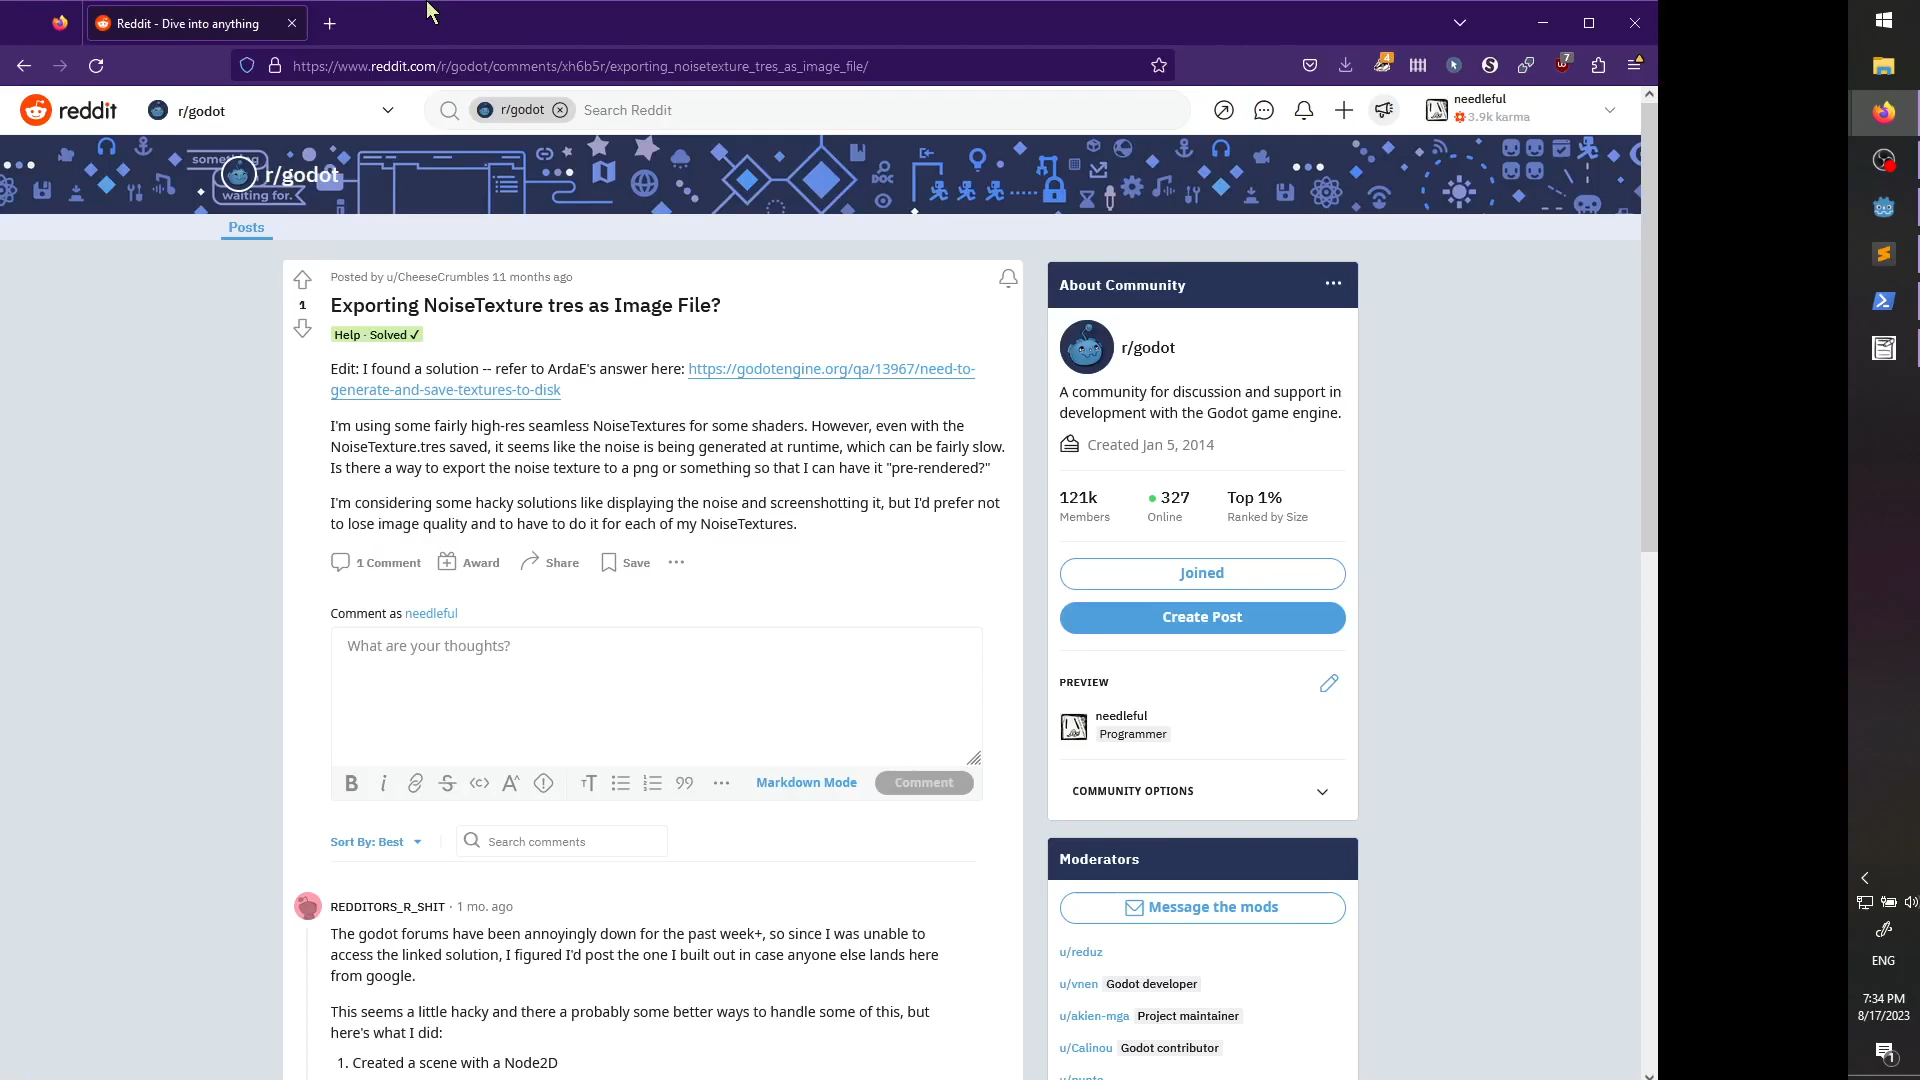 Reddit - Dive into anything
https://www.reddit.com/r/godot/comments/xh6b5r/exporting_noisetexture_tres_as_image_file/
4
7
reddit
r/godot
r/godot
Search Reddit
needleful
3.9k karma
something
r/godot
waiting for.
DOC
Posts
Posted by u/CheeseCrumbles 11 months ago
1
Exporting NoiseTexture tres as Image File?
Help - Solved ✓
Edit: I found a solution -- refer to ArdaE's answer here: https://godotengine.org/qa/13967/need-to-
generate-and-save-textures-to-disk
I'm using some fairly high-res seamless NoiseTextures for some shaders. However, even with the
NoiseTexture.tres saved, it seems like the noise is being generated at runtime, which can be fairly slow.
Is there a way to export the noise texture to a png or something so that I can have it "pre-rendered?"
I'm considering some hacky solutions like displaying the noise and screenshotting it, but I'd prefer not
to lose image quality and to have to do it for each of my NoiseTextures.
1 Comment
Award
Share
Save
Comment as needleful
What are your thoughts?
Markdown Mode
Comment
Sort By: Best
Search comments
REDDITORS_R_SHIT · 1 mo. ago
The godot forums have been annoyingly down for the past week+, so since I was unable to
access the linked solution, I figured I'd post the one I built out in case anyone else lands here
from google.
This seems a little hacky and there a probably some better ways to handle some of this, but
here's what I did:
1. Created a scene with a Node2D
About Community
r/godot
A community for discussion and support in
development with the Godot game engine.
Created Jan 5, 2014
121k
Members
327
Online
Top 1%
Ranked by Size
Joined
Create Post
PREVIEW
needleful
Programmer
COMMUNITY OPTIONS
Moderators
Message the mods
u/reduz
u/vnen Godot developer
u/akien-mga Project maintainer
u/Calinou Godot contributor
ENG
7:34 PM
8/17/2023
1